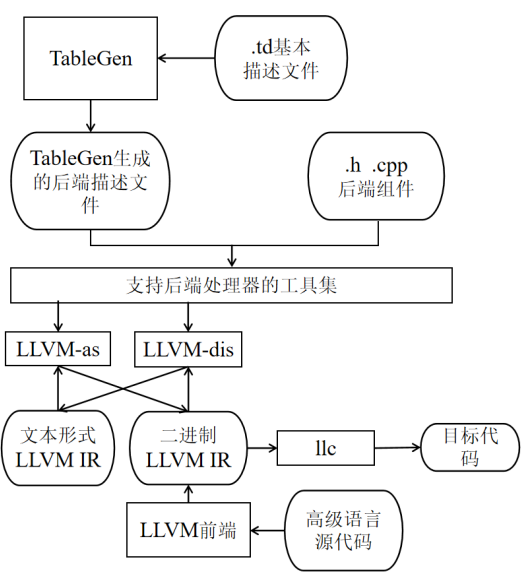 TableGen
.td基本
描述文件
TableGen生成
的后端描述文
件
.h .cpp
后端组件
支持后端处理器的工具集
LLVM-as
LLVM-dis
文本形式
LLVM IR
二进制
LLVM IR
llc
目标代
码
LLVM前端
高级语言
源代码